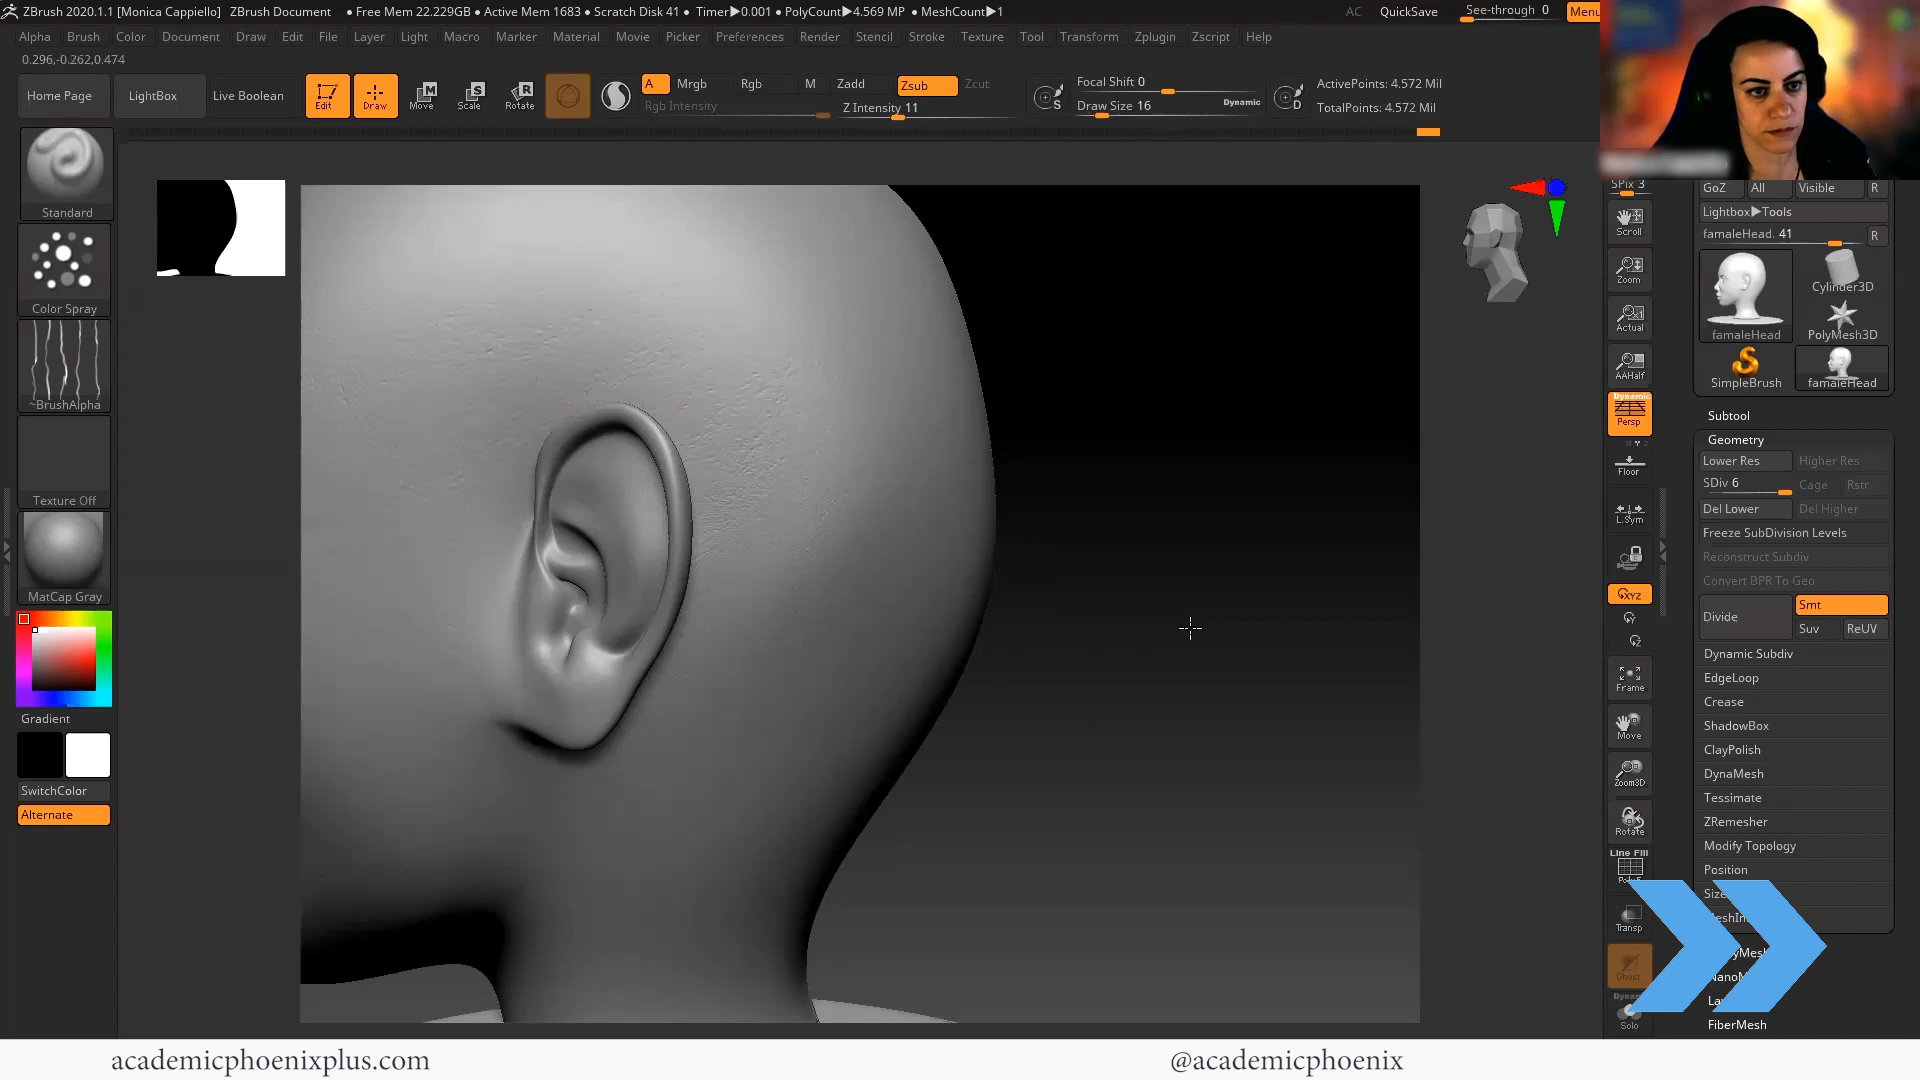 ZBrush 2020.1.1 [Monica Cappiello] ZBrush Document • Free Mem 22.229GB • Active Mem 1683 • Scratch Disk 41 • Timer▶0.001 • PolyCount▶4.569 MP • MeshCount▶1 AC QuickSave See-through 0 Menu
Alpha Brush Color Document Draw Edit File Layer Light Macro Marker Material Movie Picker Preferences Render Stencil Stroke Texture Tool Transform Zplugin Zscript Help
0.296,-0.262,0.474
Home Page LightBox Live Boolean Edit Draw Move Scale Rotate
A Mrgb Rgb M Zadd Zsub Zcut
Rgb Intensity Z Intensity 11
S Focal Shift 0
Draw Size 16 Dynamic D
ActivePoints: 4.572 Mil
TotalPoints: 4.572 Mil
Standard
Color Spray
~BrushAlpha
Texture Off
MatCap Gray
Gradient
SwitchColor
Alternate
SPix 3
Scroll
Zoom
Actual
AAHalf
Dynamic
Persp
Floor
L.Sym
XYZ
Frame
Move
Zoom3D
Rotate
Line Fill
Transp
Ghost
Dynamic
Solo
GoZ All Visible R
Lightbox▶Tools
famaleHead. 41 R
famaleHead
Cylinder3D
PolyMesh3D
SimpleBrush
famaleHead
Subtool
Geometry
Lower Res Higher Res
SDiv 6 Cage Rstr
Del Lower Del Higher
Freeze SubDivision Levels
Reconstruct Subdiv
Convert BPR To Geo
Divide Smt
Suv ReUV
Dynamic Subdiv
EdgeLoop
Crease
ShadowBox
ClayPolish
DynaMesh
Tessimate
ZRemesher
Modify Topology
Position
FiberMesh
academicphoenixplus.com
@academicphoenix